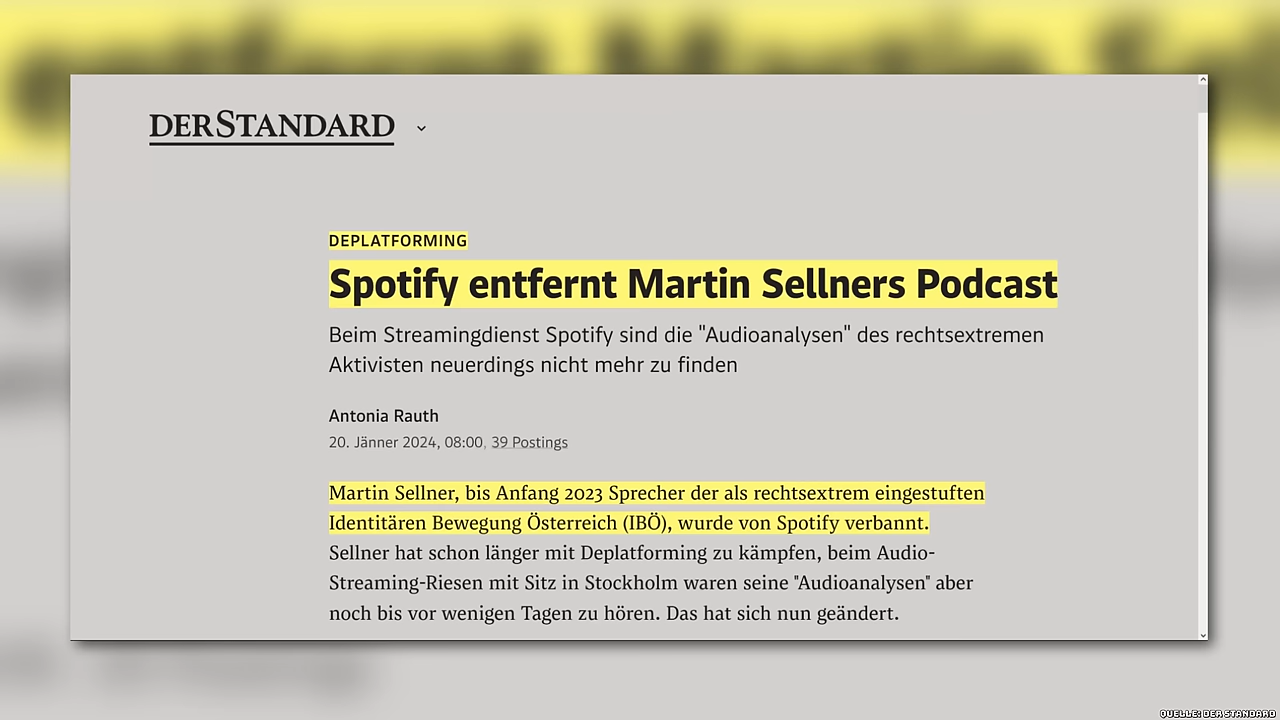 DERSTANDARD
DEPLATFORMING
Spotify entfernt Martin Sellners Podcast
Beim Streamingdienst Spotify sind die "Audioanalysen" des rechtsextremen
Aktivisten neuerdings nicht mehr zu finden
Antonia Rauth
20. Jänner 2024, 08:00, 39 Postings
Martin Sellner, bis Anfang 2023 Sprecher der als rechtsextrem eingestuften
Identitären Bewegung Österreich (IBÖ), wurde von Spotify verbannt.
Sellner hat schon länger mit Deplatforming zu kämpfen, beim Audio-
Streaming-Riesen mit Sitz in Stockholm waren seine "Audioanalysen" aber
noch bis vor wenigen Tagen zu hören. Das hat sich nun geändert.
QUELLE: DER STANDARD